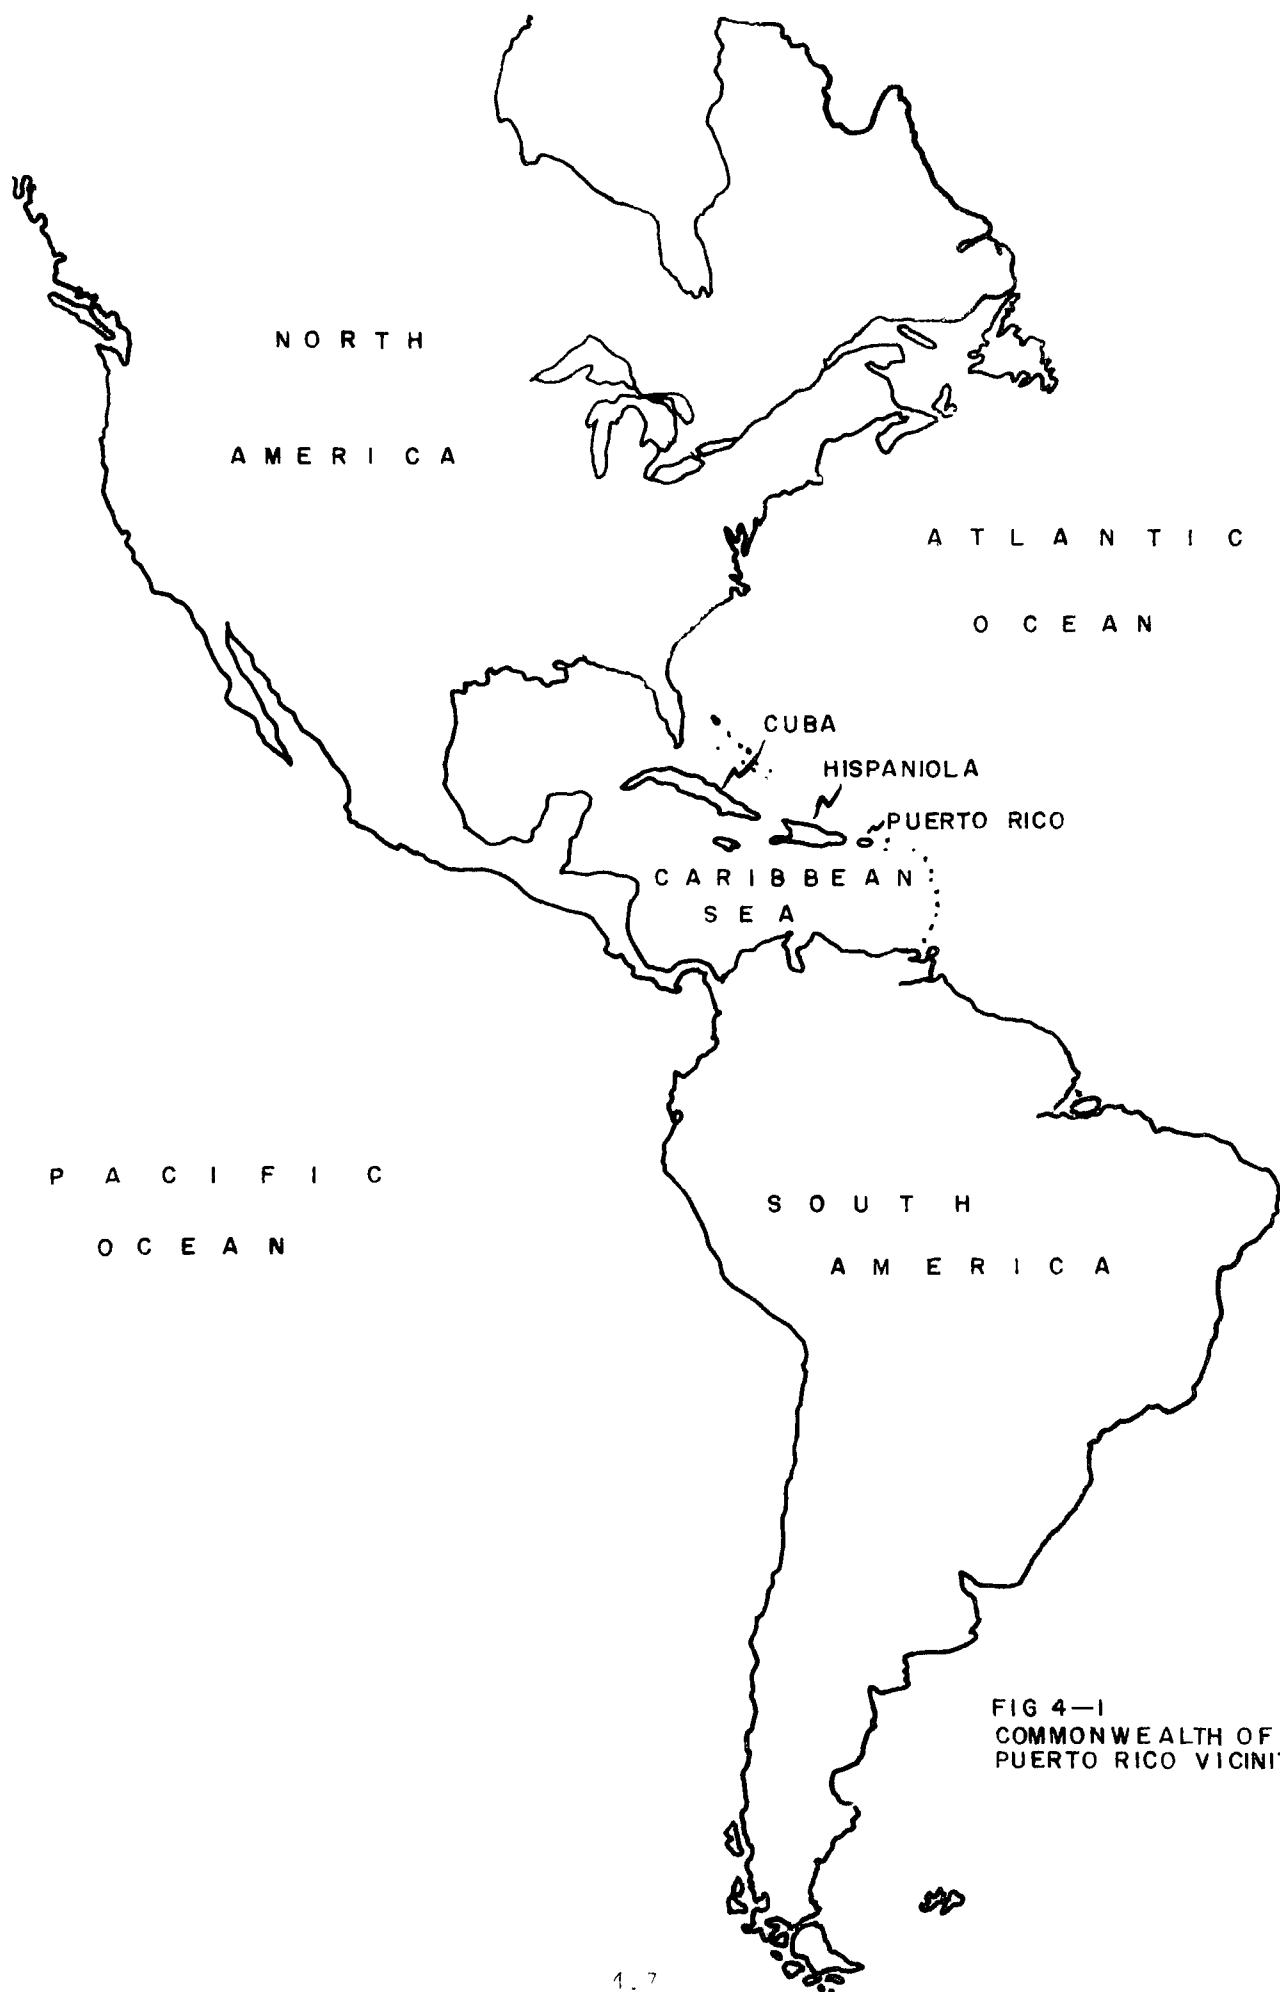 NORTH
AMERICA
ATLANTIC
OCEAN
CUBA
HISPANIOLA
PUERTO RICO
CARIBBEAN
SEA
PACIFIC
OCEAN
SOUTH
AMERICA
FIG 4-1
COMMONWEALTH OF
PUERTO RICO